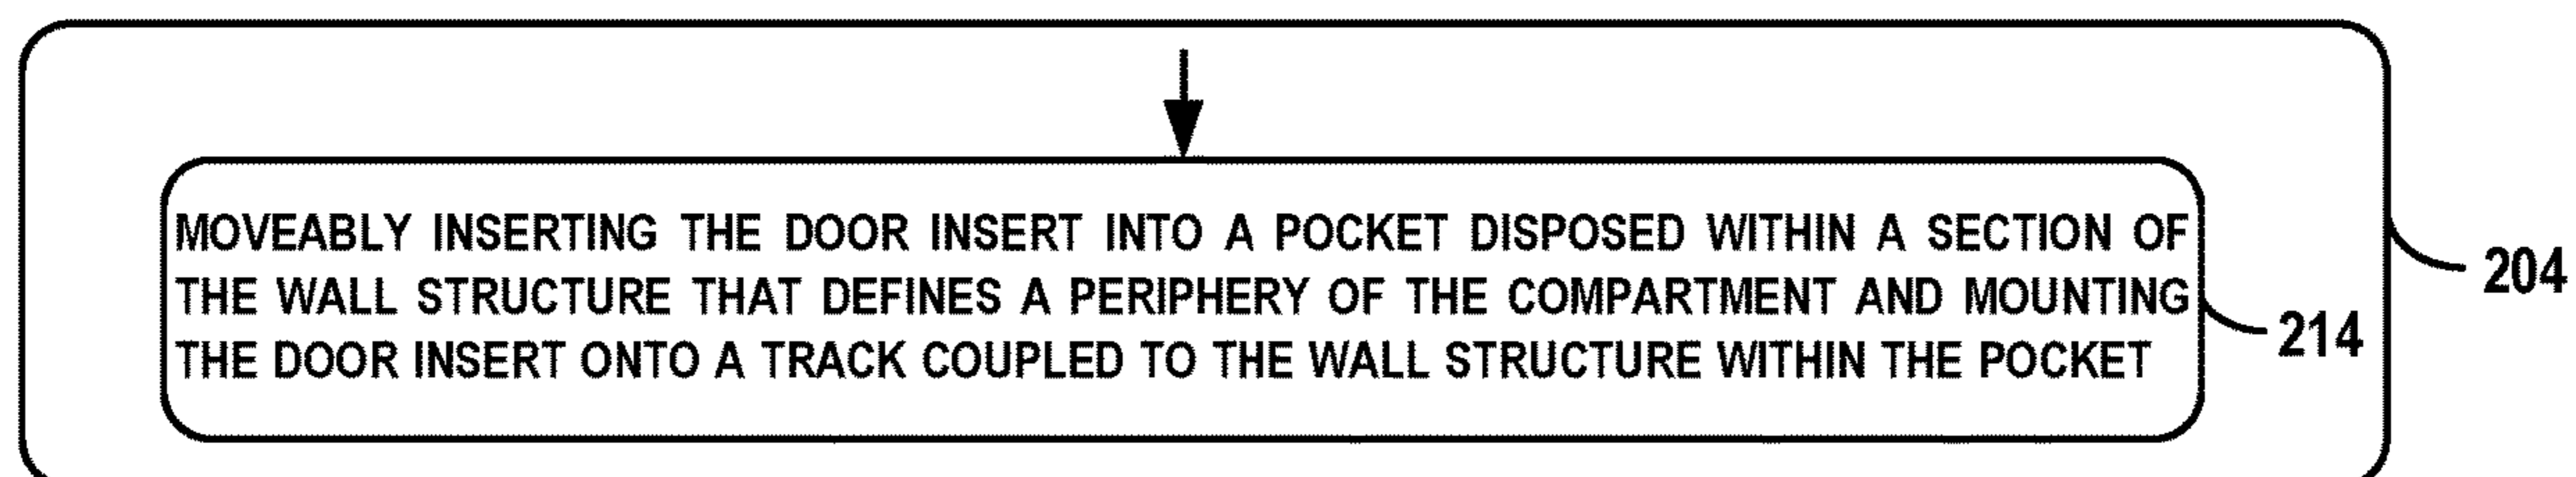 MOVEABLY INSERTING THE DOOR INSERT INTO A POCKET DISPOSED WITHIN A SECTION OF
THE WALL STRUCTURE THAT DEFINES A PERIPHERY OF THE COMPARTMENT AND MOUNTING
THE DOOR INSERT ONTO A TRACK COUPLED TO THE WALL STRUCTURE WITHIN THE POCKET
204
214